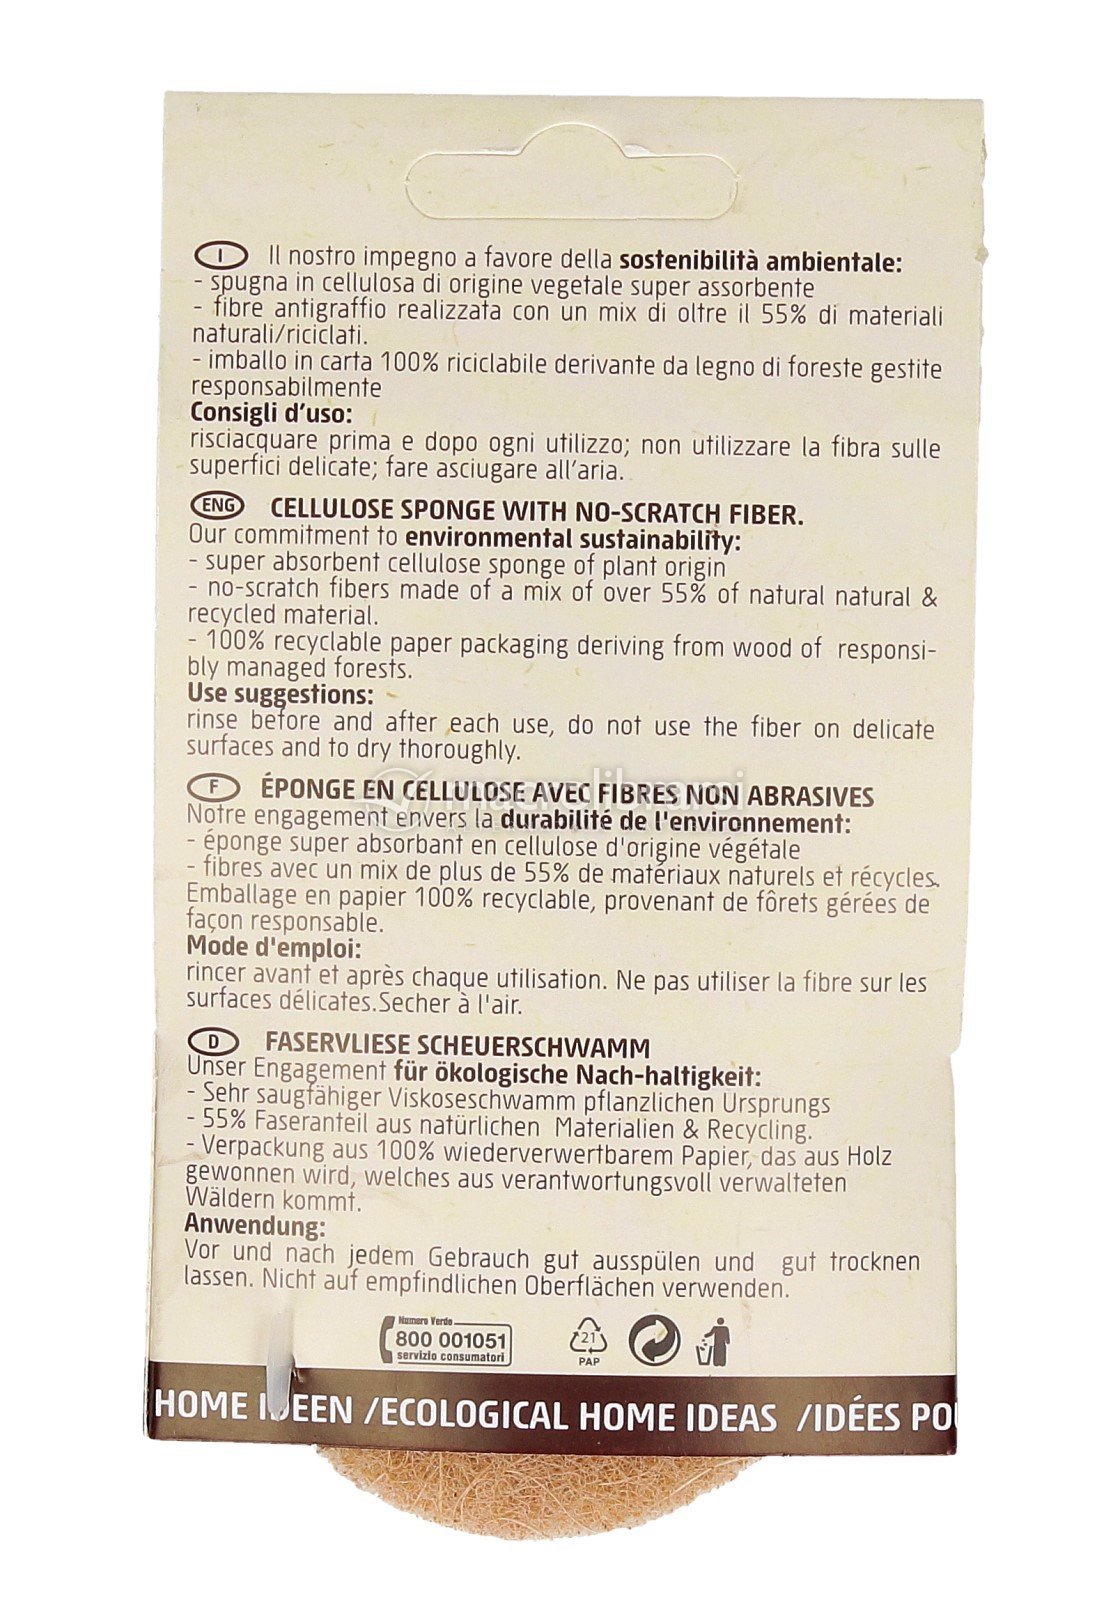 I Il nostro impegno a favore della sostenibilità ambientale:
- spugna in cellulosa di origine vegetale super assorbente
- fibre antigraffio realizzata con un mix di oltre il 55% di materiali
naturali/riciclati.
- imballo in carta 100% riciclabile derivante da legno di foreste gestite
responsabilmente
Consigli d’uso:
risciacquare prima e dopo ogni utilizzo; non utilizzare la fibra sulle
superfici delicate; fare asciugare all’aria.
ENG CELLULOSE SPONGE WITH NO-SCRATCH FIBER.
Our commitment to environmental sustainability:
- super absorbent cellulose sponge of plant origin
- no-scratch fibers made of a mix of over 55% of natural natural &
recycled material.
- 100% recyclable paper packaging deriving from wood of responsi-
bly managed forests.
Use suggestions:
rinse before and after each use, do not use the fiber on delicate
surfaces and to dry thoroughly.
F ÉPONGE EN CELLULOSE AVEC FIBRES NON ABRASIVES
macrolibrarsi
Notre engagement envers la durabilité de l'environnement:
- éponge super absorbant en cellulose d'origine végétale
- fibres avec un mix de plus de 55% de matériaux naturels et récycles.
Emballage en papier 100% recyclable, provenant de fôrets gérées de
façon responsable.
Mode d'emploi:
rincer avant et après chaque utilisation. Ne pas utiliser la fibre sur les
surfaces délicates.Secher à l'air.
D FASERVLIESE SCHEUERSCHWAMM
Unser Engagement für ökologische Nach-haltigkeit:
- Sehr saugfähiger Viskoseschwamm pflanzlichen Ursprungs
- 55% Faseranteil aus natürlichen Materialien & Recycling.
- Verpackung aus 100% wiederverwertbarem Papier, das aus Holz
gewonnen wird, welches aus verantwortungsvoll verwalteten
Wäldern kommt.
Anwendung:
Vor und nach jedem Gebrauch gut ausspülen und gut trocknen
lassen. Nicht auf empfindlichen Oberflächen verwenden.
Numero Verde
800 001051
servizio consumatori
21
PAP
HOME IDEEN /ECOLOGICAL HOME IDEAS /IDÉES PO